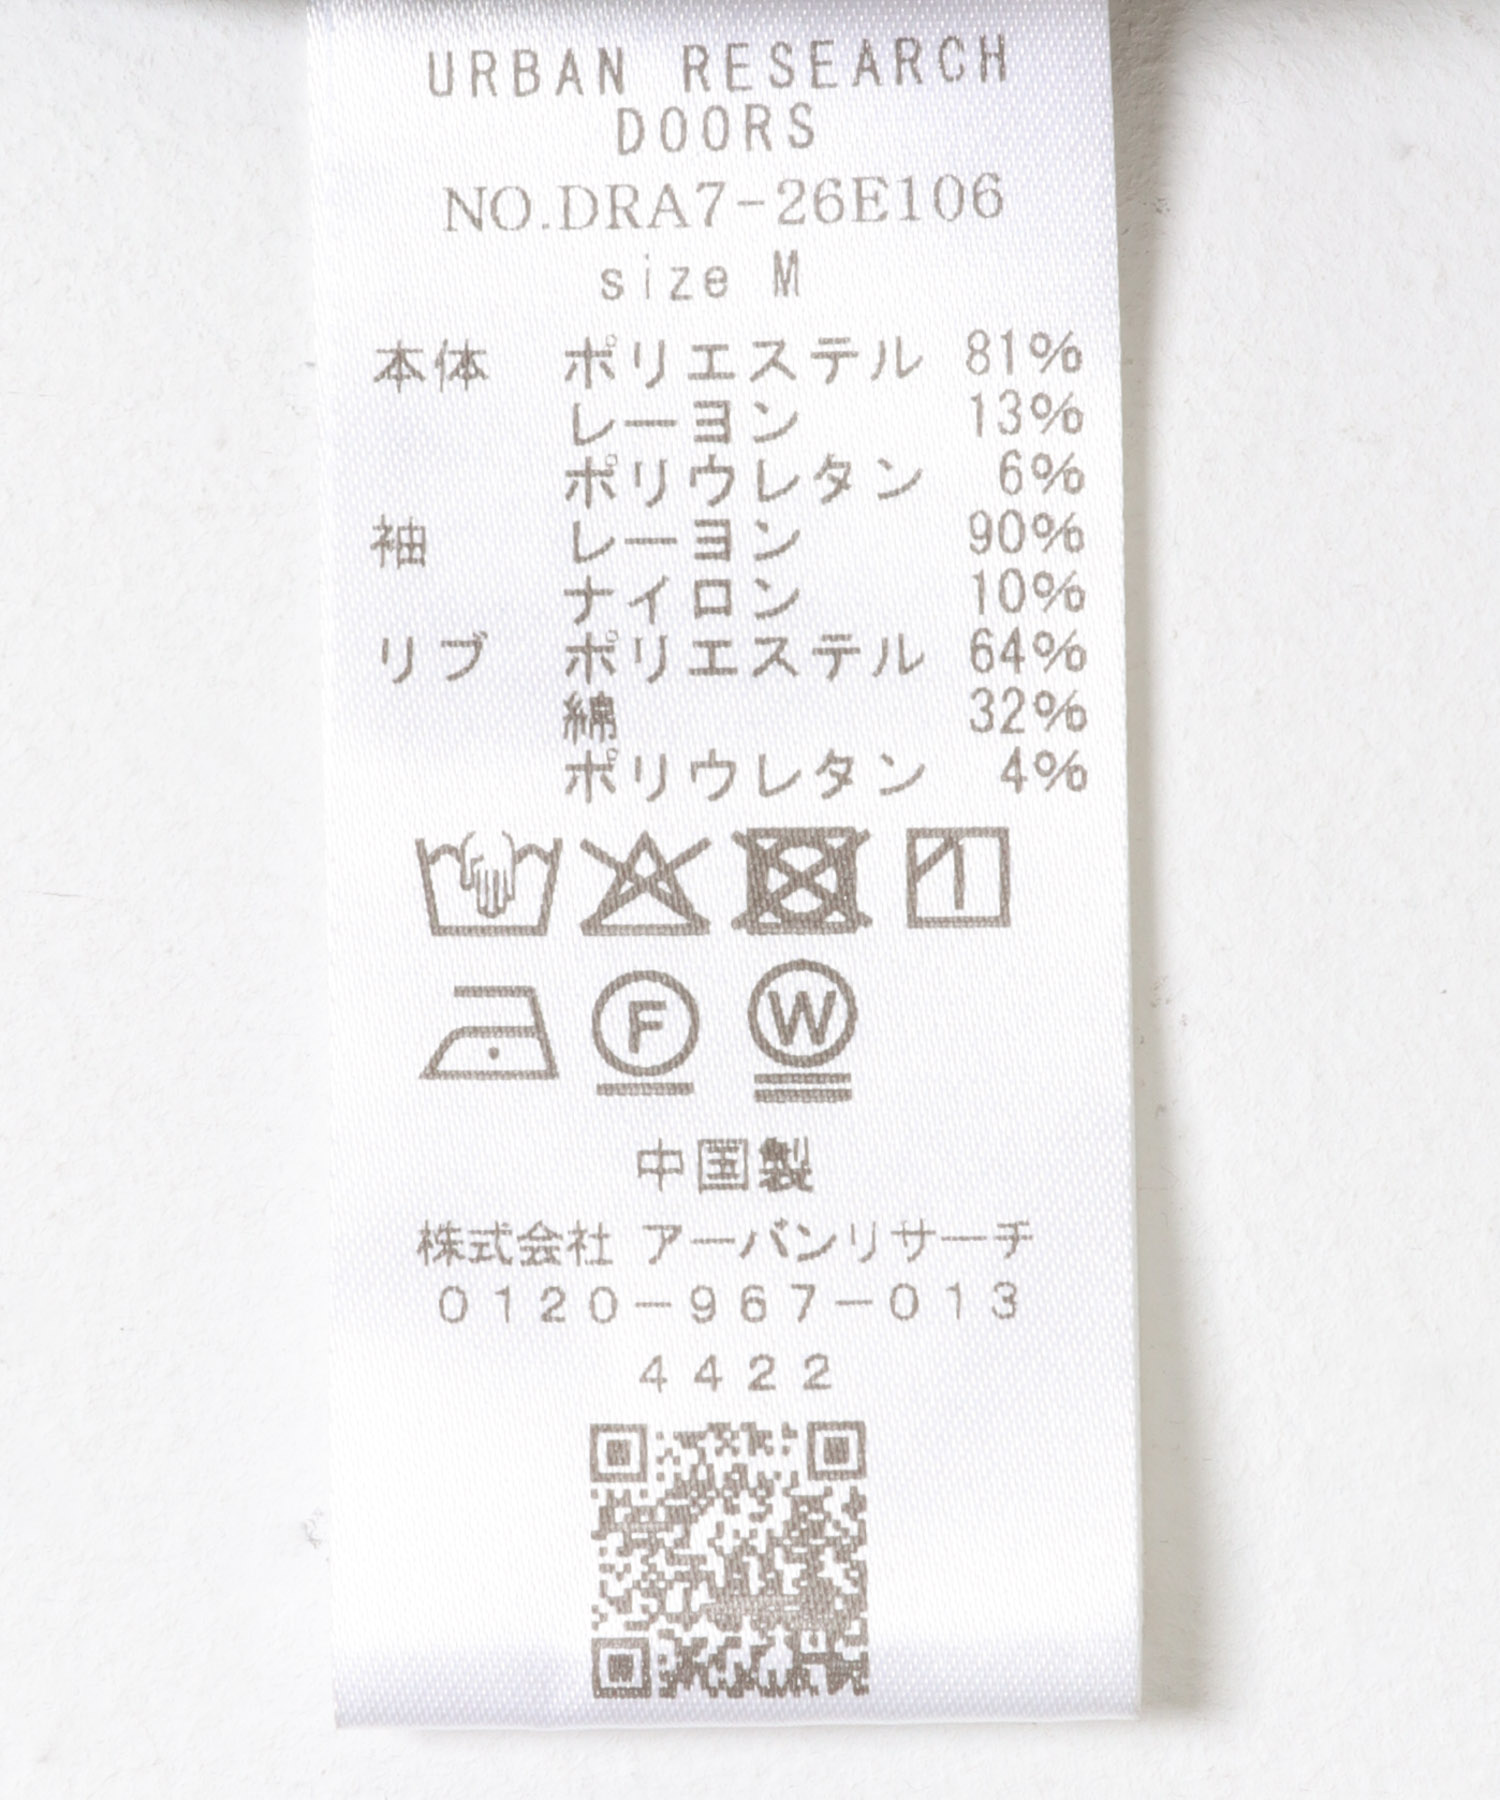 URBAN RESEARCH
DOORS
NO.DRA7-26E106
size M
本体 ポリエステル 81%
レーヨン 13%
ポリウレタン 6%
袖 レーヨン 90%
ナイロン 10%
リブ ポリエステル 64%
綿 32%
ポリウレタン 4%
F W
中国製
株式会社 アーバンリサーチ
0120-967-013
4422